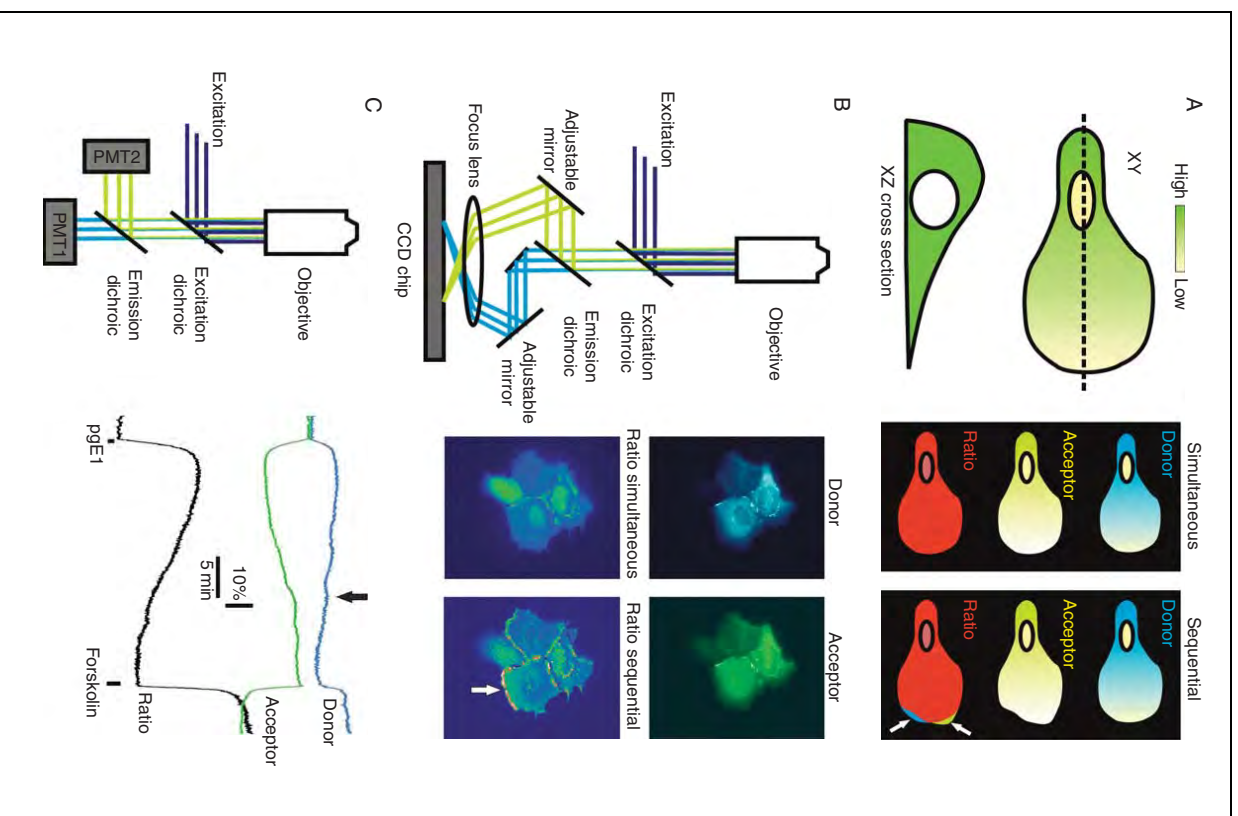 A
High
Low
XY
XZ cross section
Simultaneous
Donor
Acceptor
Ratio
Sequential
Donor
Acceptor
Ratio
B
Objective
Excitation
Excitation
dichroic
Emission
dichroic
Adjustable
mirror
Adjustable
mirror
Focus lens
CCD chip
Donor
Acceptor
Ratio simultaneous
Ratio sequential
C
Objective
Excitation
Excitation
dichroic
Emission
dichroic
PMT2
PMT1
Donor
Acceptor
Ratio
10%
5 min
pgE1
Forskolin